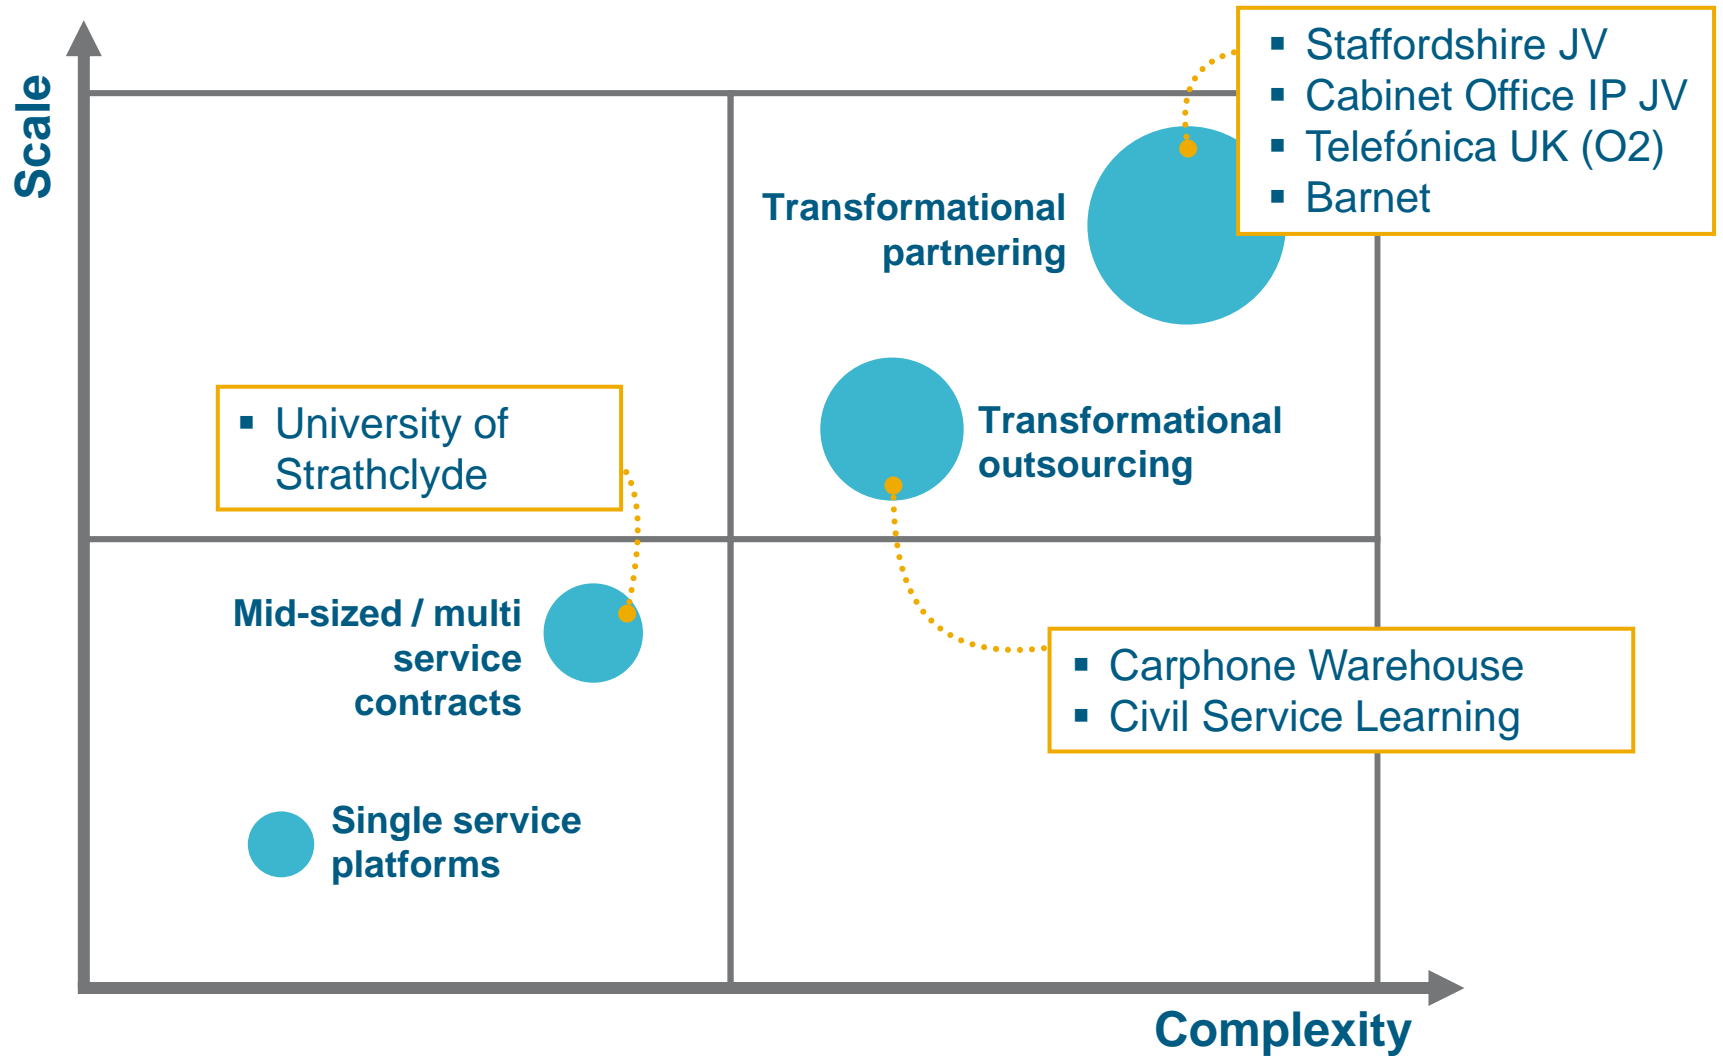 Scale
▪ Staffordshire JV
▪ Cabinet Office IP JV
▪ Telefónica UK (O2)
▪ Barnet
Transformational
partnering
▪ University of
Strathclyde
Transformational
outsourcing
Mid-sized / multi
service
contracts
▪ Carphone Warehouse
▪ Civil Service Learning
Single service
platforms
Complexity